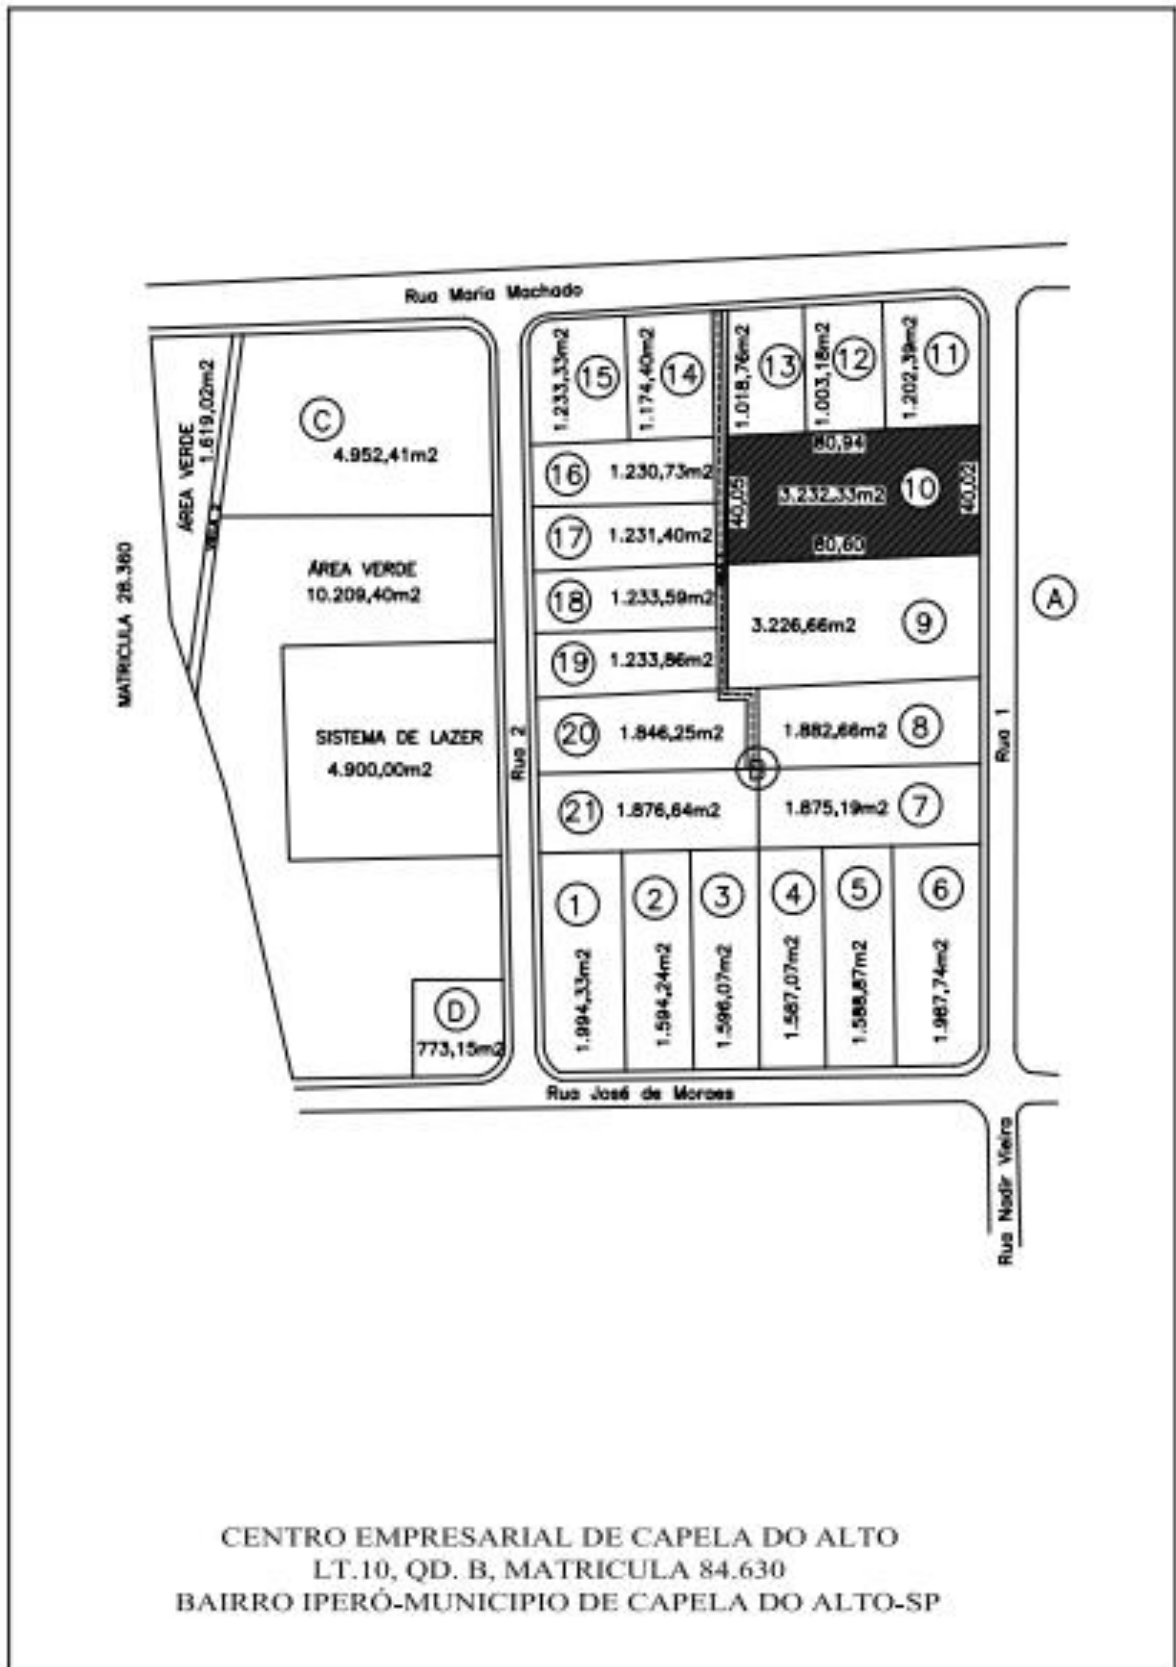 Rua Maria Machado
ÁREA VERDE
1.619,02m2
VIELA 2
C
4.952,41m2
MATRICULA 28.360
ÁREA VERDE
10.209,40m2
SISTEMA DE LAZER
4.900,00m2
D
773,15m2
Rua 2
15
1.233,33m2
14
1.174,40m2
13
1.018,76m2
12
1.003,18m2
11
1.202,39m2
16
1.230,73m2
17
1.231,40m2
18
1.233,59m2
19
1.233,86m2
20
1.846,25m2
21
1.876,64m2
80,94
40,05
3.232,33m2
10
40,02
80,60
3.226,66m2
9
1.882,66m2
8
1.875,19m2
7
A
Rua 1
1
1.994,33m2
2
1.594,24m2
3
1.596,07m2
4
1.587,07m2
5
1.588,87m2
6
1.987,74m2
Rua José de Moraes
Rua Nadir Vieira
CENTRO EMPRESARIAL DE CAPELA DO ALTO
LT.10, QD. B, MATRICULA 84.630
BAIRRO IPERÓ-MUNICIPIO DE CAPELA DO ALTO-SP